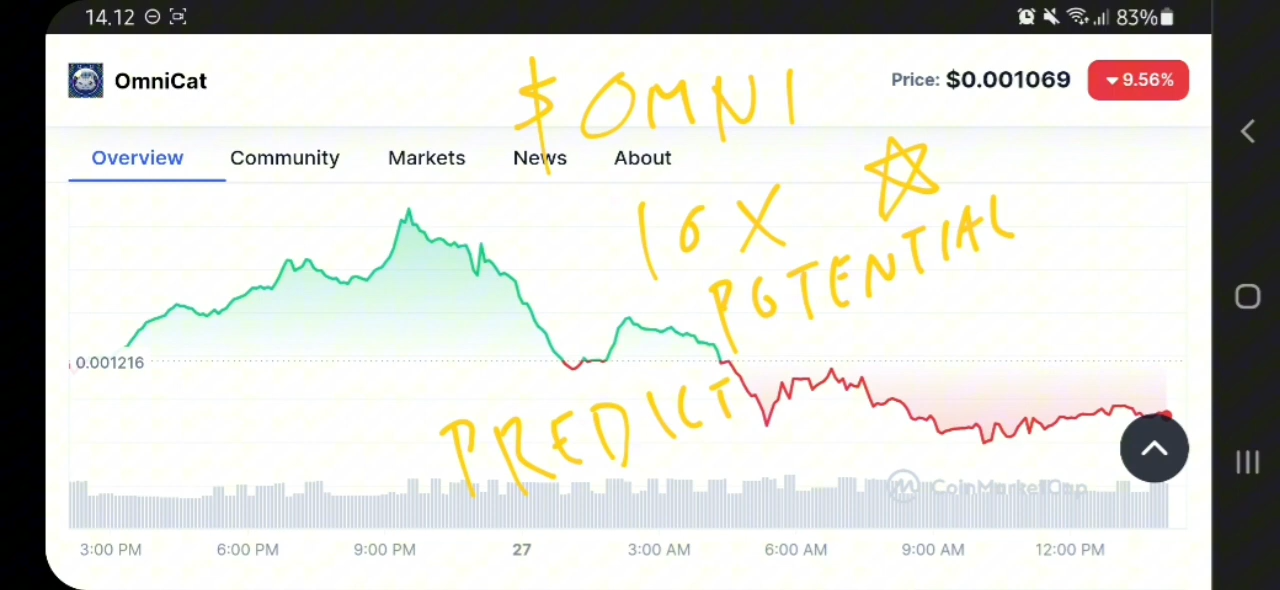 14.12
83%
OmniCat
Price: $0.001069
9.56%
$OMNI
Overview
Community
Markets
News
About
16X
POTENTIAL
0.001216
PREDICT
CoinMarketCap
3:00 PM
6:00 PM
9:00 PM
27
3:00 AM
6:00 AM
9:00 AM
12:00 PM